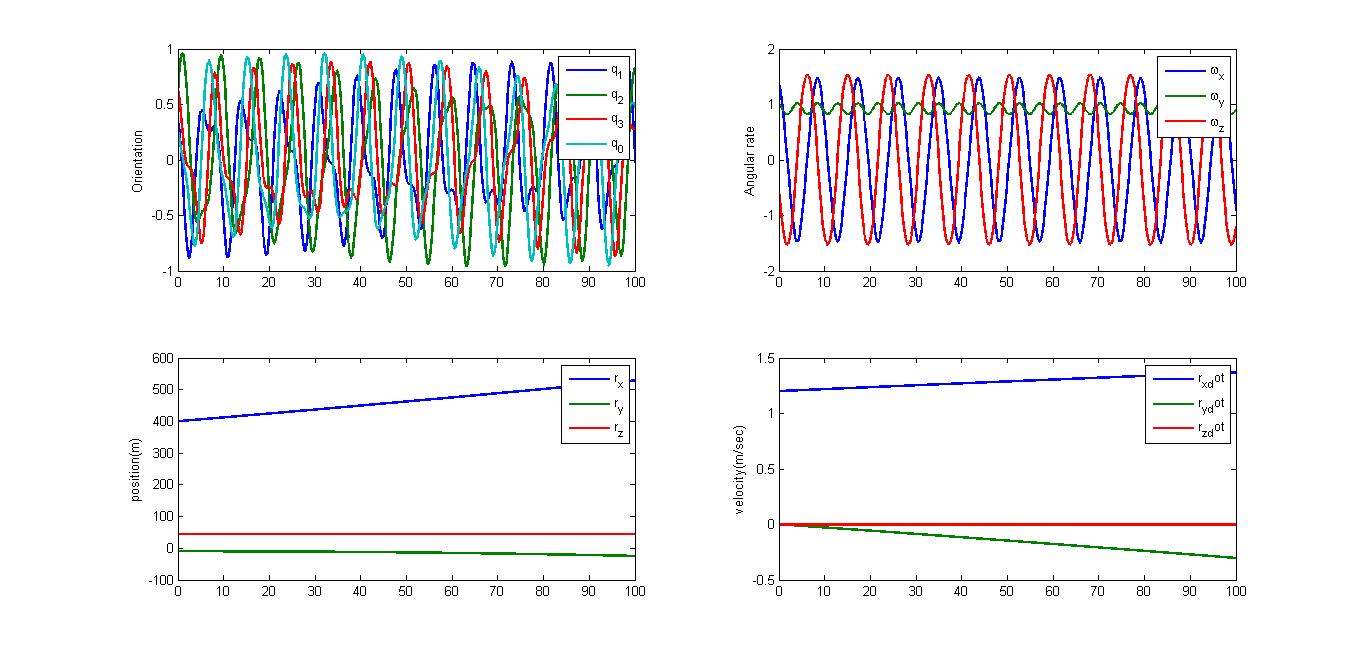 Orientation
1
0.5
0
-0.5
-1
0 10 20 30 40 50 60 70 80 90 100
q1
q2
q3
q0
Angular rate
2
1
0
-1
-2
0 10 20 30 40 50 60 70 80 90 100
ωx
ωy
ωz
position(m)
600
500
400
300
200
100
0
-100
0 10 20 30 40 50 60 70 80 90 100
rx
ry
rz
velocity(m/sec)
1.5
1
0.5
0
-0.5
0 10 20 30 40 50 60 70 80 90 100
rxdot
rydot
rzdot